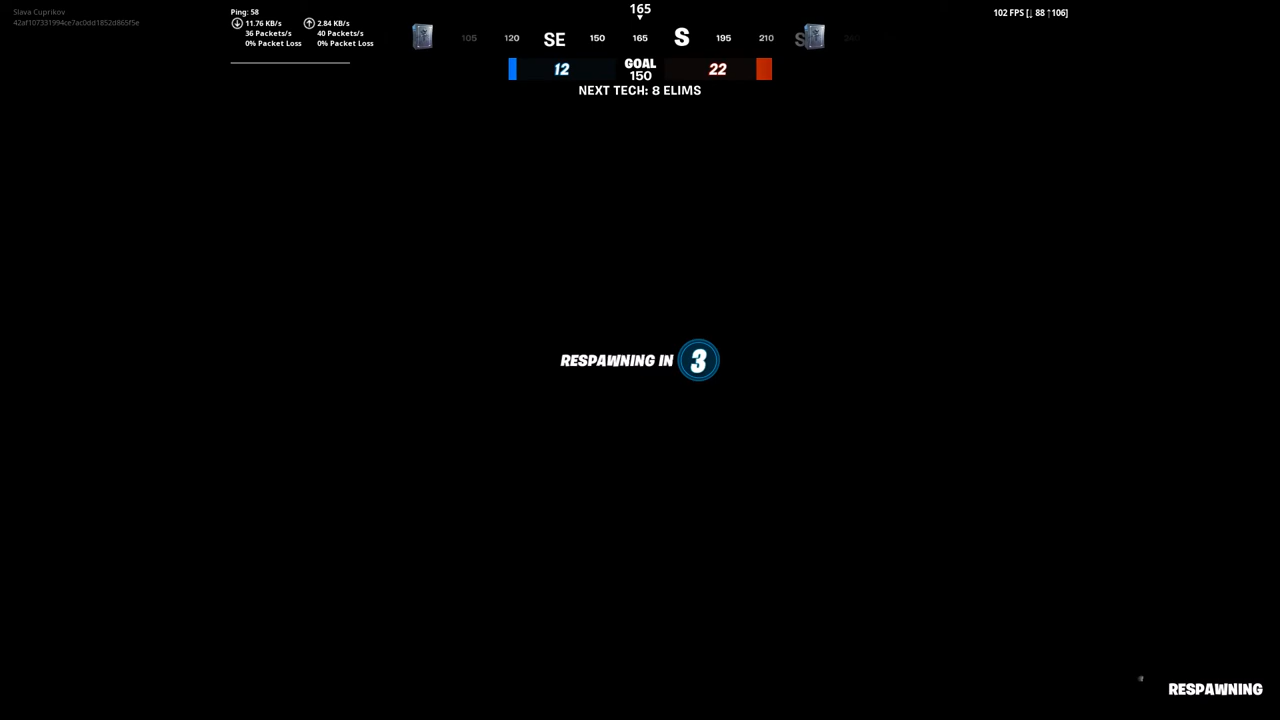 Slava Cuprikov
42af107331994ce7ac0dd1852d865f5e
Ping: 58
11.76 KB/s 2.84 KB/s
36 Packets/s 40 Packets/s
0% Packet Loss 0% Packet Loss
165
102 FPS [↓ 88 ↑106]
105 120 SE 150 165 S 195 210 S 240
12 GOAL 22
150
NEXT TECH: 8 ELIMS
RESPAWNING IN 3
RESPAWNING